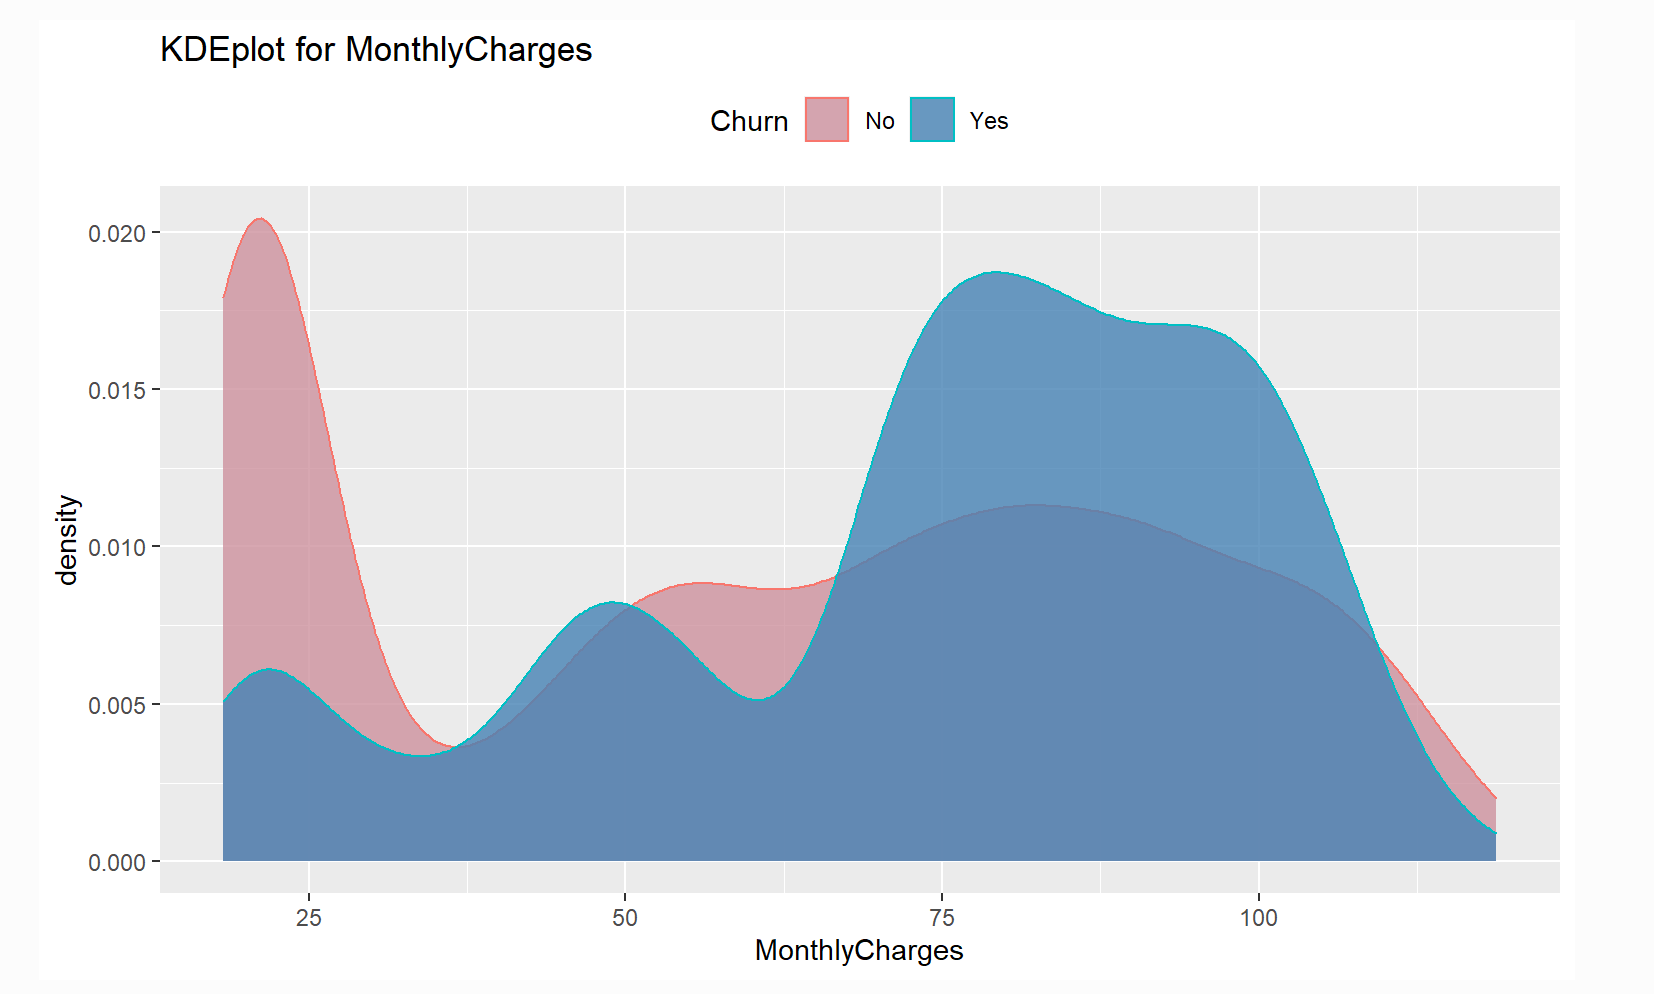 KDEplot for MonthlyCharges
Churn No Yes
0.020
0.015
0.010
0.005
0.000
density
25 50 75 100
MonthlyCharges